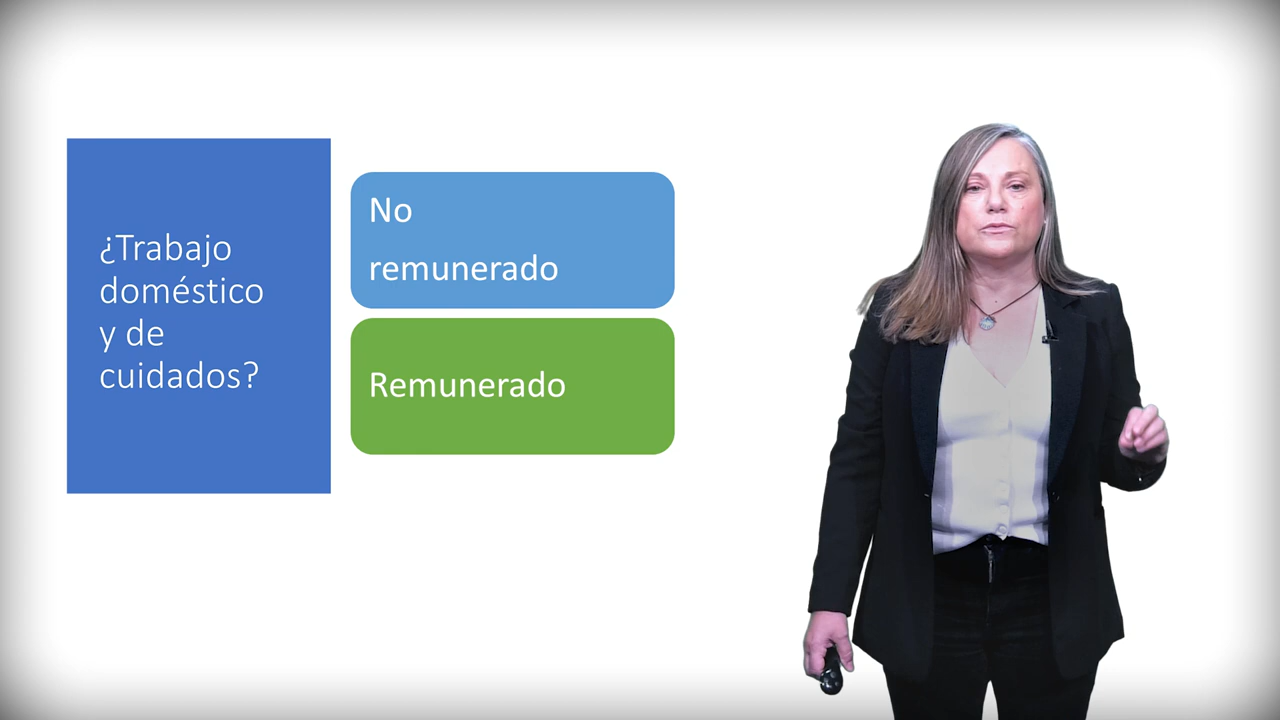 ¿Trabajo
doméstico
y de
cuidados?
No
remunerado
Remunerado